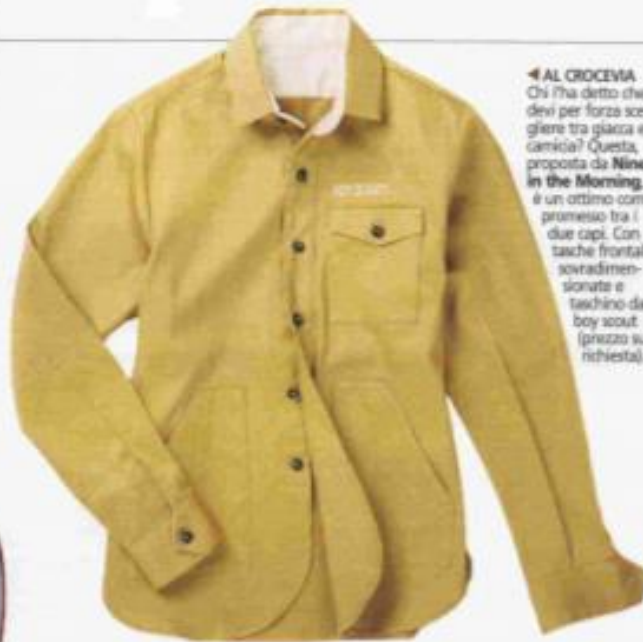 ◀ AL CROCEVIA
Chi l'ha detto che
devi per forza sce-
gliere tra giacca e
camicia? Questa,
proposta da Nine
in the Morning,
è un ottimo com-
promesso tra i
due capi. Con
tasche frontali
sovradimen-
sionate e
taschino da
boy scout
(prezzo su
richiesta)